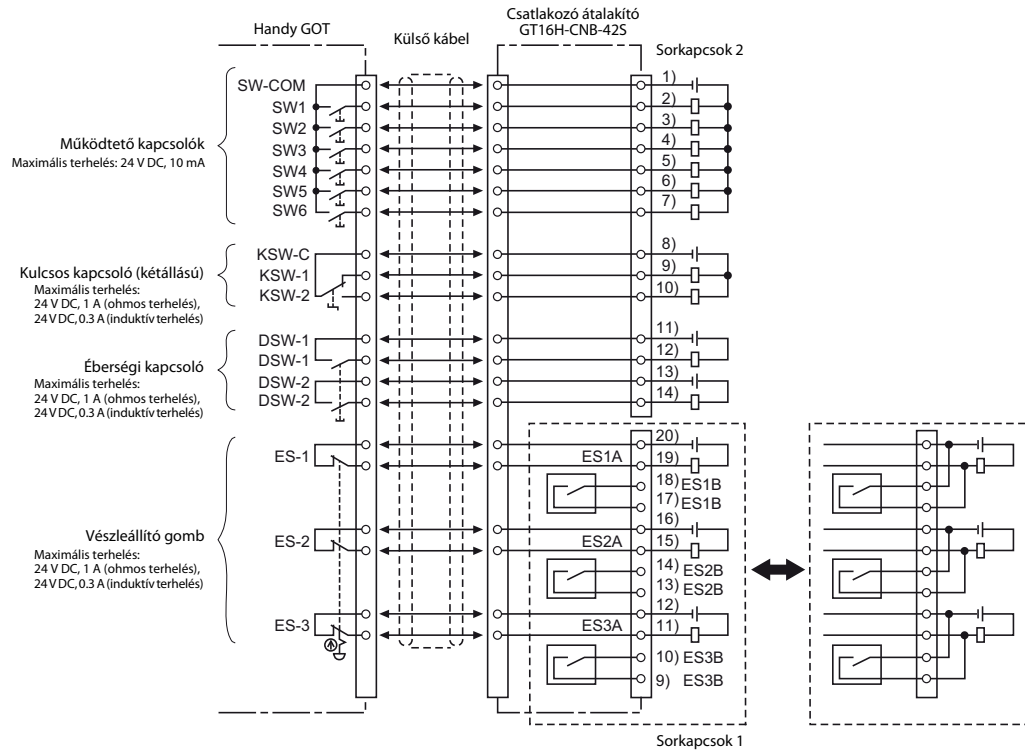 Handy GOT
Külső kábel
Csatlakozó átalakító
GT16H-CNB-42S
Sorkapcsok 2
Működtető kapcsolók
Maximális terhelés: 24 V DC, 10 mA
SW-COM
SW1
SW2
SW3
SW4
SW5
SW6
1)
2)
3)
4)
5)
6)
7)
Kulcsos kapcsoló (kétállású)
Maximális terhelés:
24 V DC, 1 A (ohmos terhelés),
24 V DC, 0.3 A (induktív terhelés)
KSW-C
KSW-1
KSW-2
8)
9)
10)
Éberségi kapcsoló
Maximális terhelés:
24 V DC, 1 A (ohmos terhelés),
24 V DC, 0.3 A (induktív terhelés)
DSW-1
DSW-1
DSW-2
DSW-2
11)
12)
13)
14)
Vészleállító gomb
Maximális terhelés:
24 V DC, 1 A (ohmos terhelés),
24 V DC, 0.3 A (induktív terhelés)
ES-1
ES-2
ES-3
20)
ES1A 19)
18) ES1B
17) ES1B
16)
ES2A 15)
14) ES2B
13) ES2B
12)
ES3A 11)
10) ES3B
9) ES3B
Sorkapcsok 1